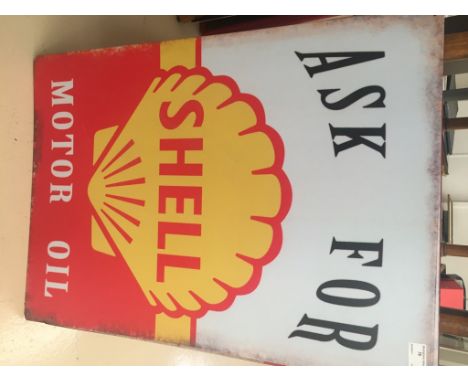 ASK FOR
SHELL
MOTOR OIL